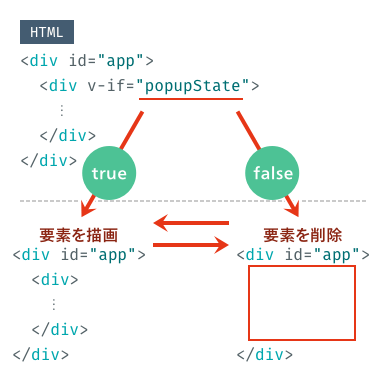 HTML
<div id="app">
<div v-if="popupState">
⋮
</div>
</div>
true
false
要素を描画
<div id="app">
<div>
⋮
</div>
</div>
要素を削除
<div id="app">
</div>